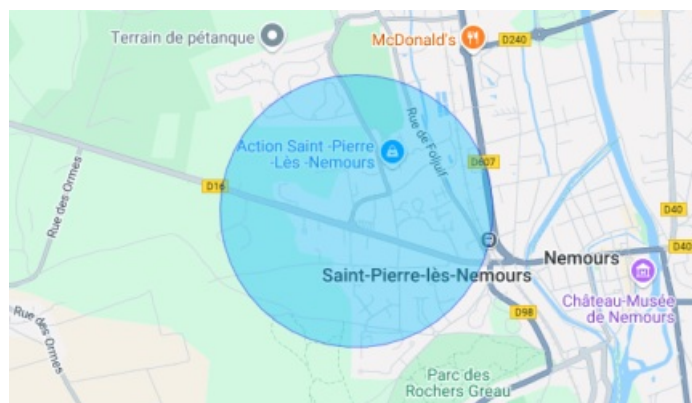 Terrain de pétanque
McDonald's
D240
Action Saint -Pierre
-Lès -Nemours
Rue de Foljuif
D607
D16
Rue des Ormes
D40
D40
Nemours
Saint-Pierre-lès-Nemours
Château-Musée
de Nemours
D98
Rue des Ormes
Parc des
Rochers Greau